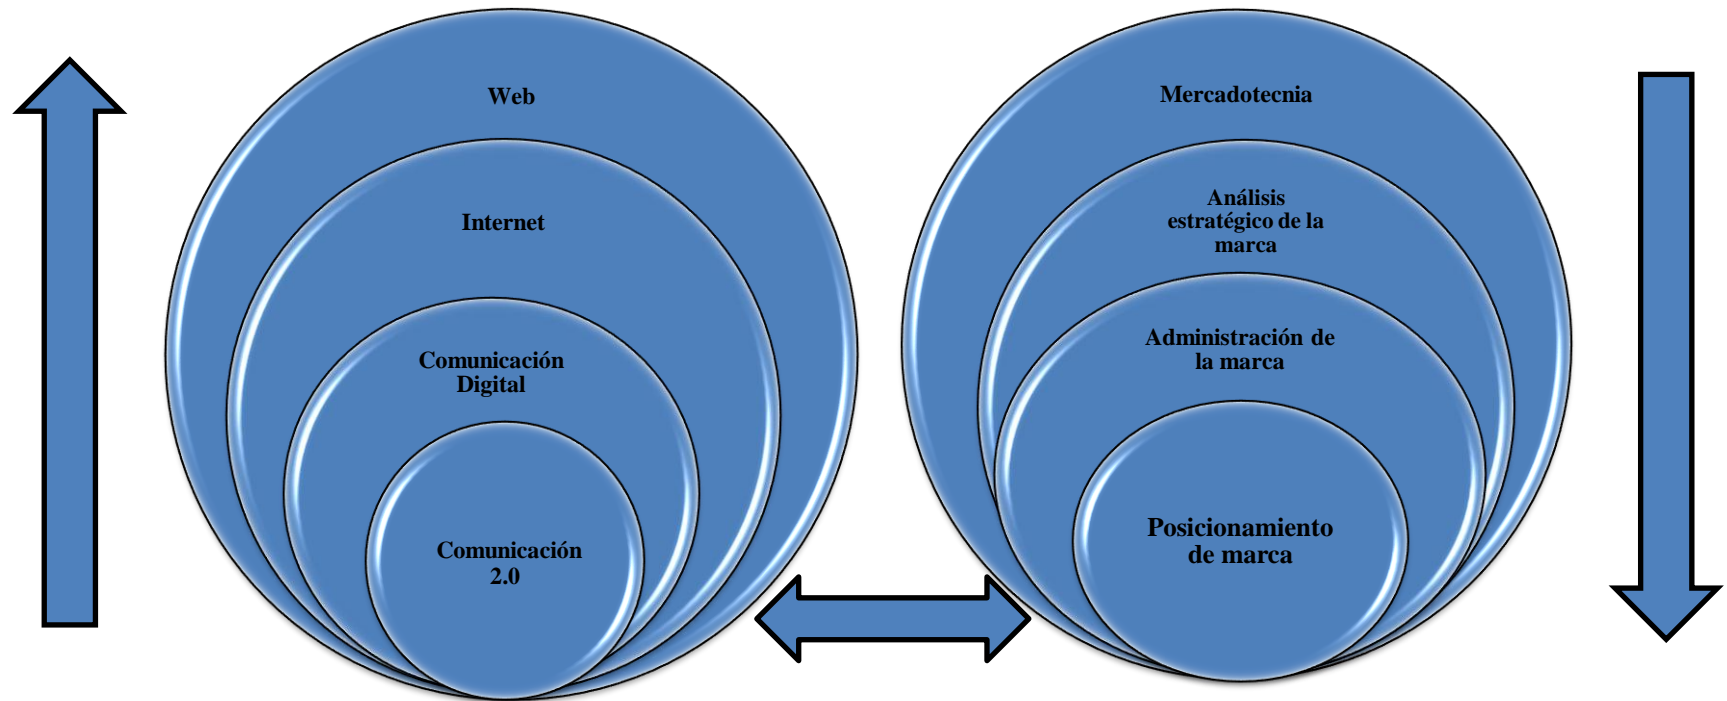 Web
Internet
Comunicación
Digital
Comunicación
2.0
Mercadotecnia
Análisis
estratégico de la
marca
Administración de
la marca
Posicionamiento
de marca